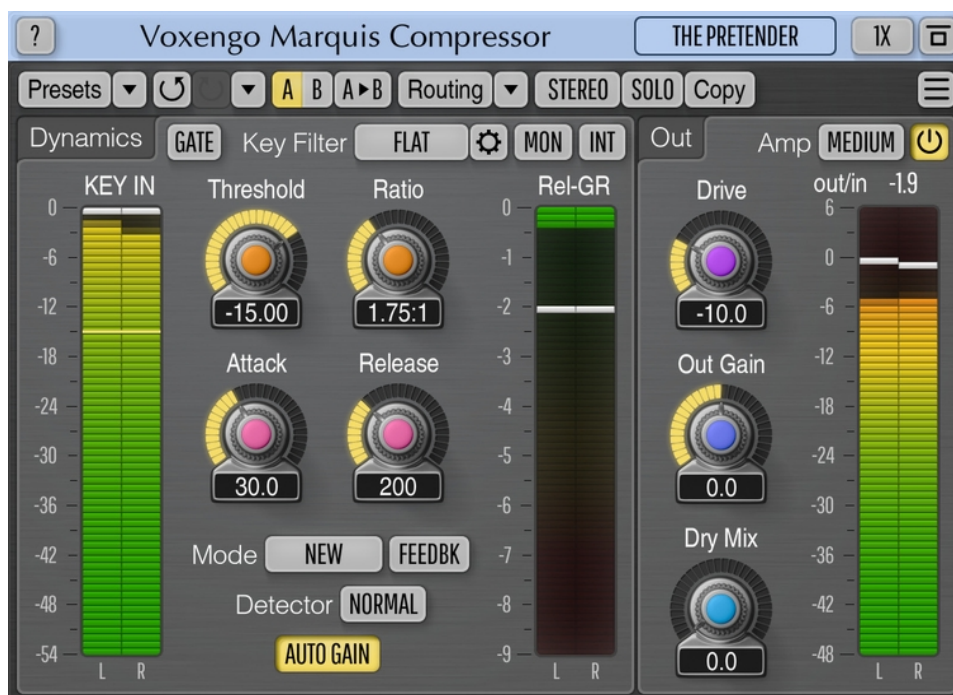 ? Voxengo Marquis Compressor THE PRETENDER 1X
Presets A B A▸B Routing STEREO SOLO Copy
Dynamics GATE Key Filter FLAT MON INT Out Amp MEDIUM
KEY IN Threshold Ratio Rel-GR Drive out/in -1.9
0 0 6
-6 -1 0
-15.00 1.75:1 -10.0
-12 -2 -6
-18 -3 -12
Attack Release Out Gain
-24 -4 -18
-30 -5 -24
30.0 200 0.0
-36 -6 -30
Dry Mix
-42 Mode NEW FEEDBK -7 -36
-48 Detector NORMAL -8 -42
-54 AUTO GAIN -9 0.0 -48
L R L R L R